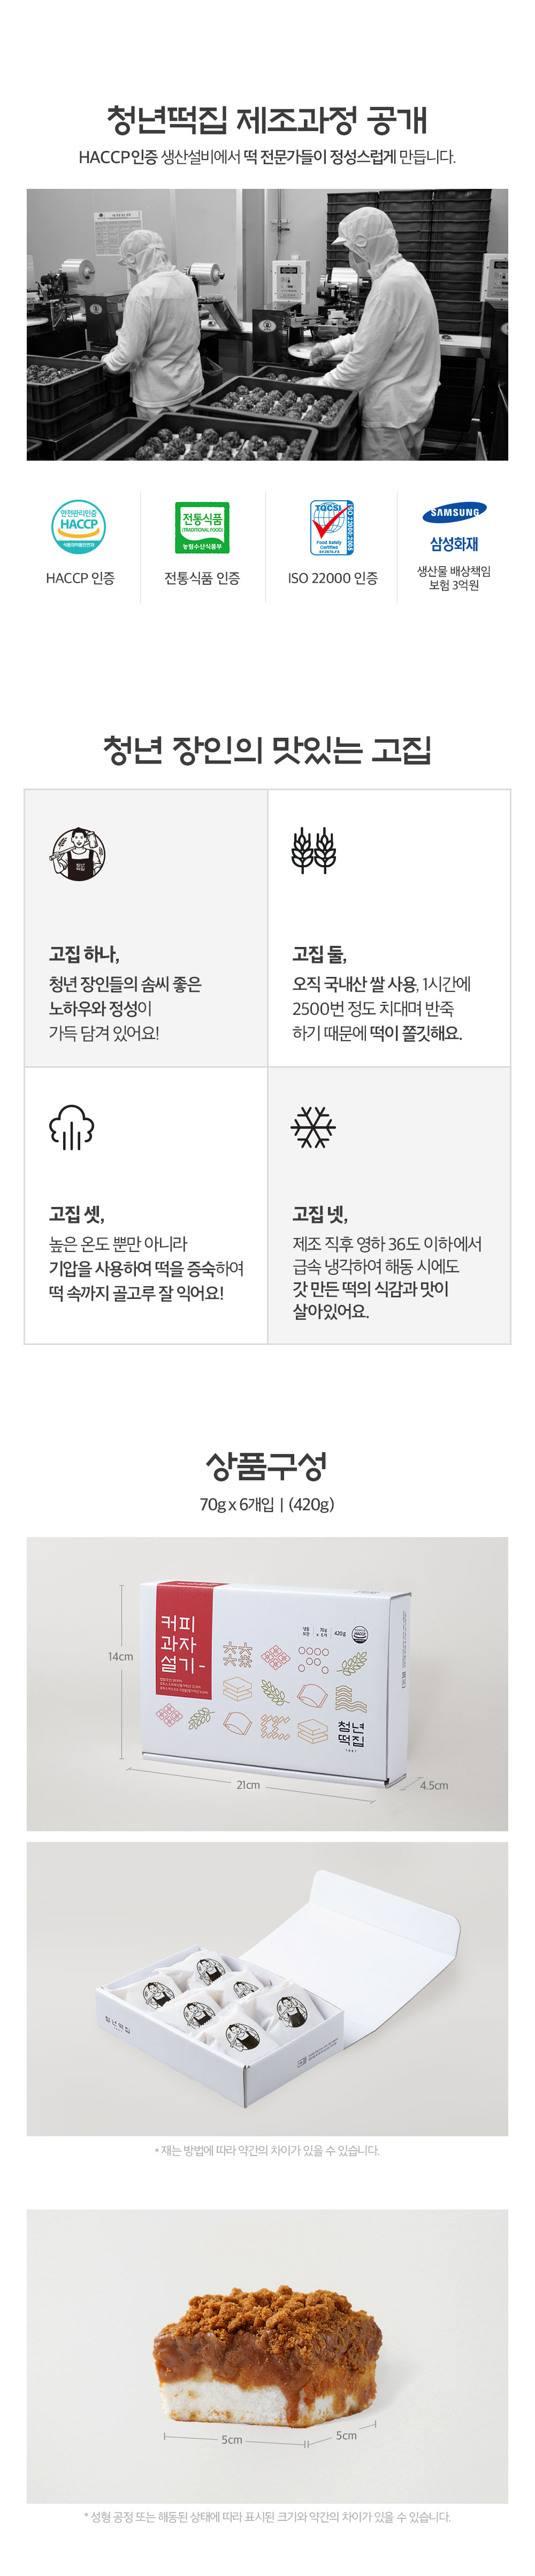 청년떡집 제조과정 공개
HACCP인증 생산설비에서 떡 전문가들이 정성스럽게 만듭니다.
안전관리인증
HACCP
식품의약품안전처
전통식품
(TRADITIONAL FOOD)
농림축산식품부
TQCSI
Food Safety
Certified
SAMSUNG
삼성화재
HACCP 인증
전통식품 인증
ISO 22000 인증
생산물 배상책임
보험 3억원
청년 장인의 맛있는 고집
청년
떡집
고집 하나,
청년 장인들의 솜씨 좋은
노하우와 정성이
가득 담겨 있어요!
고집 둘,
오직 국내산 쌀 사용, 1시간에
2500번 정도 치대며 반죽
하기 때문에 떡이 쫄깃해요.
고집 셋,
높은 온도 뿐만 아니라
기압을 사용하여 떡을 증숙하여
떡 속까지 골고루 잘 익어요!
고집 넷,
제조 직후 영하 36도 이하에서
급속 냉각하여 해동 시에도
갓 만든 떡의 식감과 맛이
살아있어요.
상품구성
70g x 6개입 | (420g)
커피
과자
설기-
냉동
보관
70g
x 6개
420g
HACCP
청년
떡집
14cm
21cm
4.5cm
청년떡집
* 재는 방법에 따라 약간의 차이가 있을 수 있습니다.
5cm
5cm
* 성형 공정 또는 해동된 상태에 따라 표시된 크기와 약간의 차이가 있을 수 있습니다.